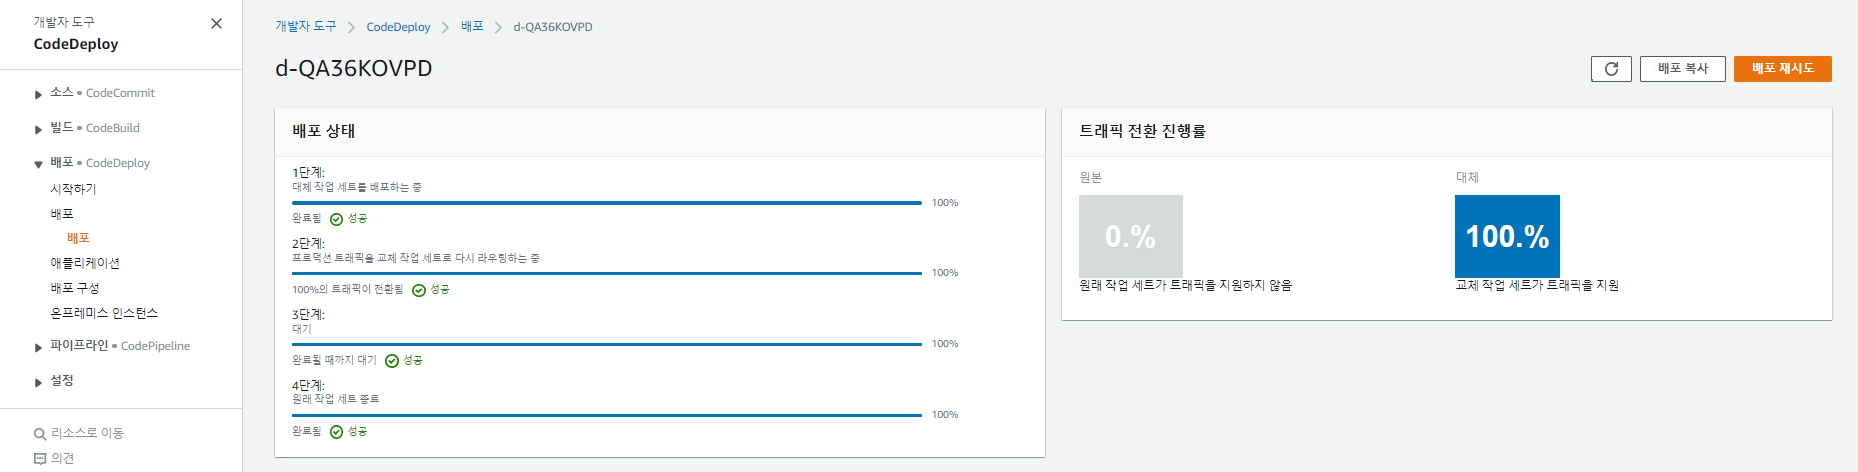 개발자 도구
CodeDeploy
소스 • CodeCommit
빌드 • CodeBuild
배포 • CodeDeploy
시작하기
배포
배포
애플리케이션
배포 구성
온프레미스 인스턴스
파이프라인 • CodePipeline
설정
리소스로 이동
의견
개발자 도구 > CodeDeploy > 배포 > d-QA36KOVPD
d-QA36KOVPD
배포 복사
배포 재시도
배포 상태
1단계:
대체 작업 세트를 배포하는 중
100%
완료됨 성공
2단계:
프로덕션 트래픽을 교체 작업 세트로 다시 라우팅하는 중
100%
100%의 트래픽이 전환됨 성공
3단계:
대기
100%
완료될 때까지 대기 성공
4단계:
원래 작업 세트 종료
100%
완료됨 성공
트래픽 전환 진행률
원본
0.%
원래 작업 세트가 트래픽을 지원하지 않음
대체
100.%
교체 작업 세트가 트래픽을 지원